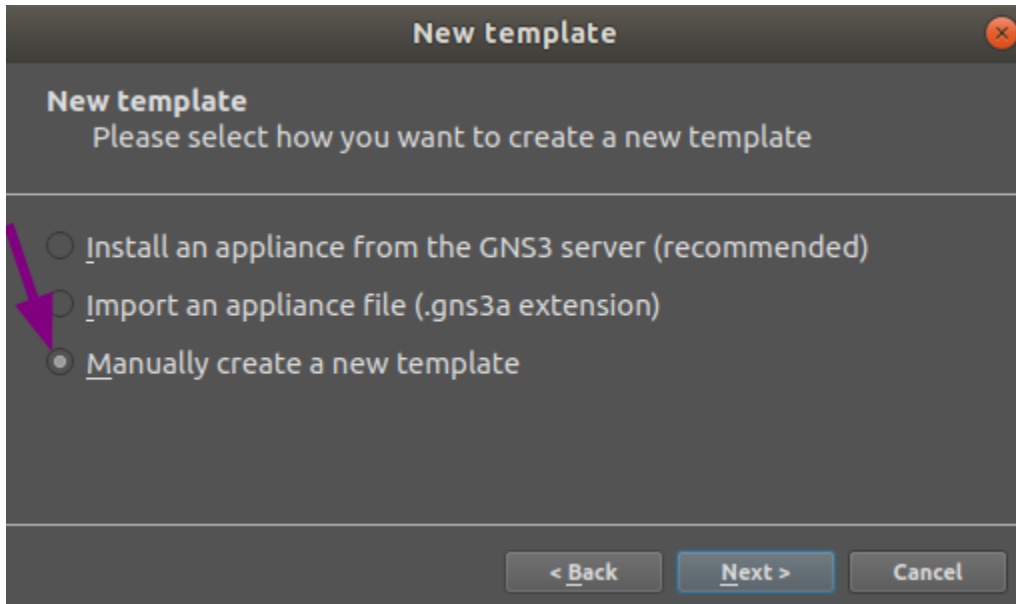 New template
New template
Please select how you want to create a new template
Install an appliance from the GNS3 server (recommended)
Import an appliance file (.gns3a extension)
Manually create a new template
< Back Next > Cancel